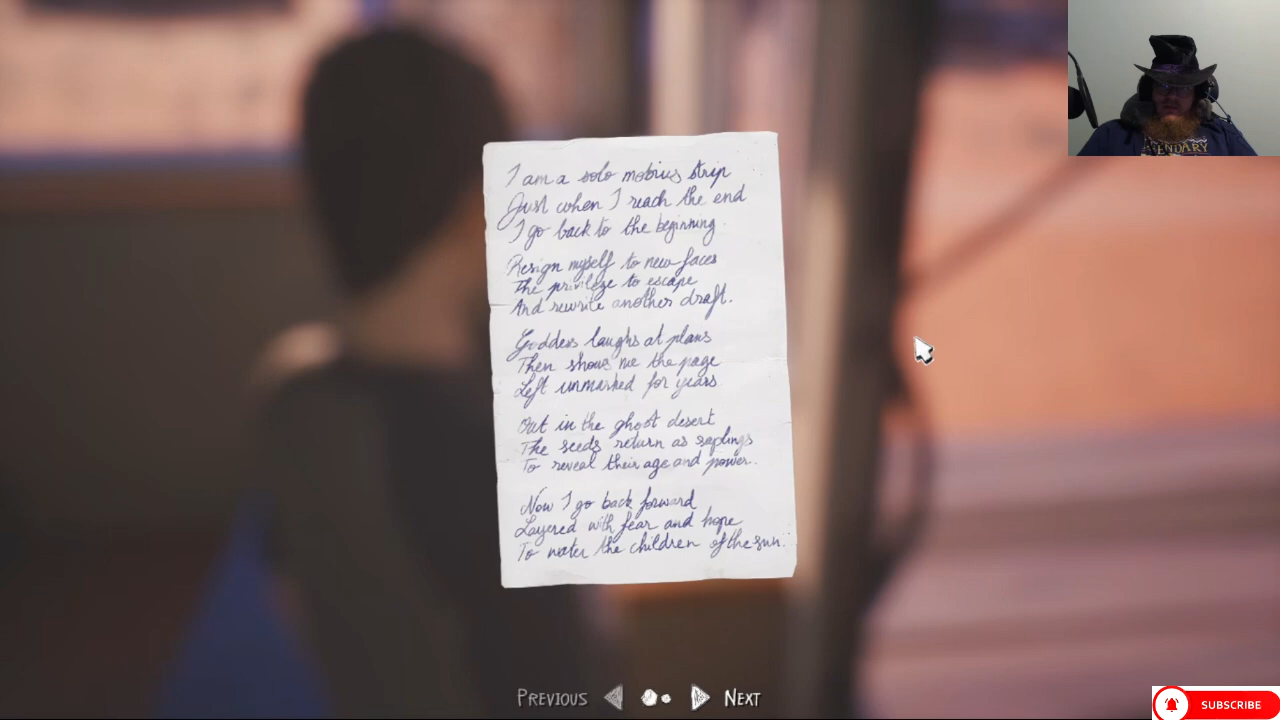 I am a solo mobius strip
Just when I reach the end
I go back to the beginning.
Resign myself to new faces
The privilege to escape
And rewrite another draft.
Goddess laughs at plans
Then shows me the page
Left unmarked for years
Out in the ghost desert
The seeds return as saplings
To reveal their age and power.
Now I go back forward
Layered with fear and hope
To water the children of the sun.
PREVIOUS
NEXT
SUBSCRIBE